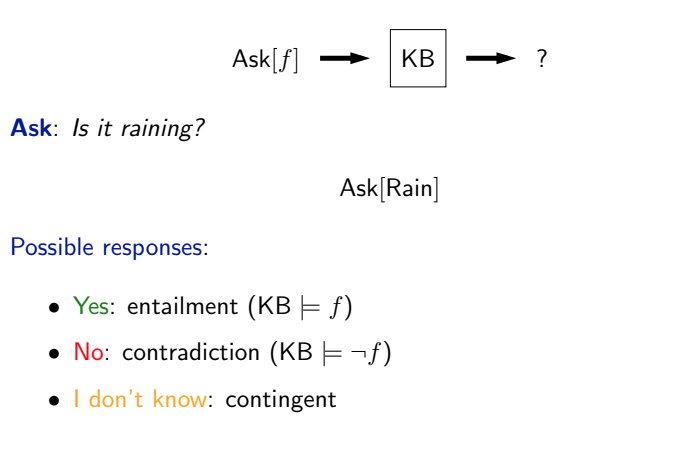 Ask[f] → KB → ?
Ask: Is it raining?
Ask[Rain]
Possible responses:
• Yes: entailment (KB ⊨ f)
• No: contradiction (KB ⊨ ¬f)
• I don't know: contingent